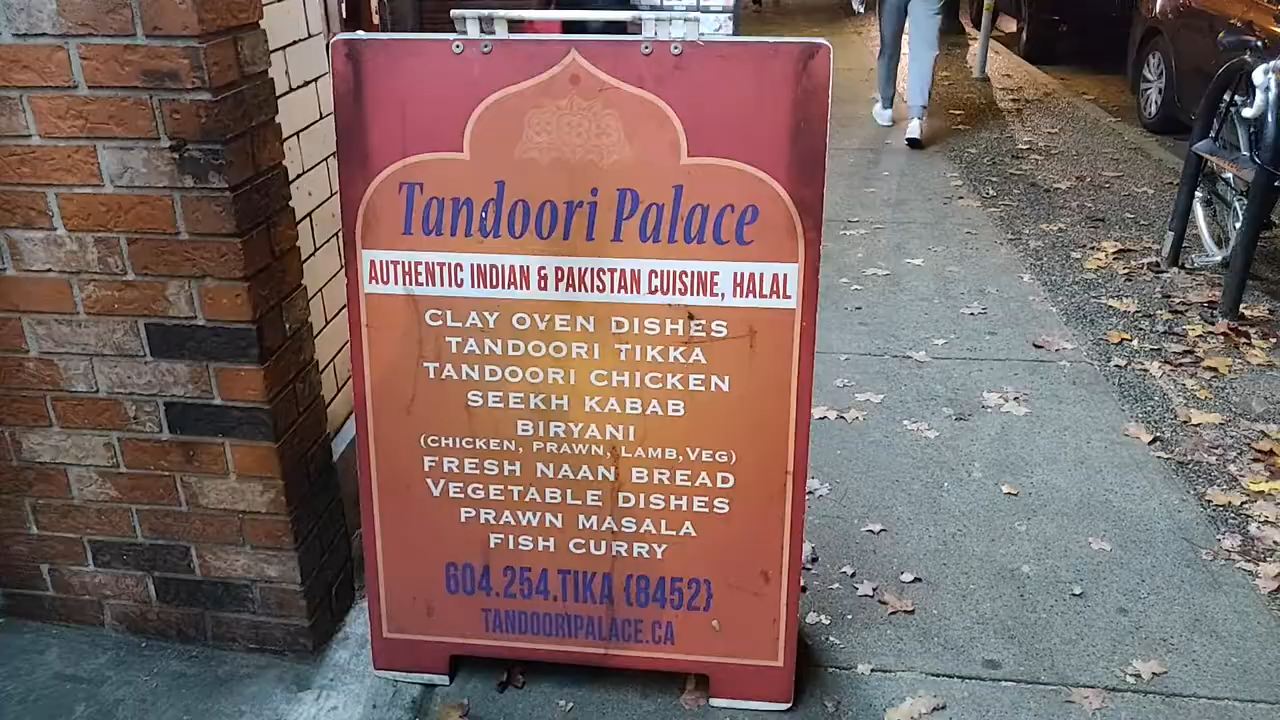 Tandoori Palace
AUTHENTIC INDIAN & PAKISTAN CUISINE, HALAL
CLAY OVEN DISHES
TANDOORI TIKKA
TANDOORI CHICKEN
SEEKH KABAB
BIRYANI
(CHICKEN, PRAWN, LAMB,VEG)
FRESH NAAN BREAD
VEGETABLE DISHES
PRAWN MASALA
FISH CURRY
604.254.TIKA {8452}
TANDOORIPALACE.CA